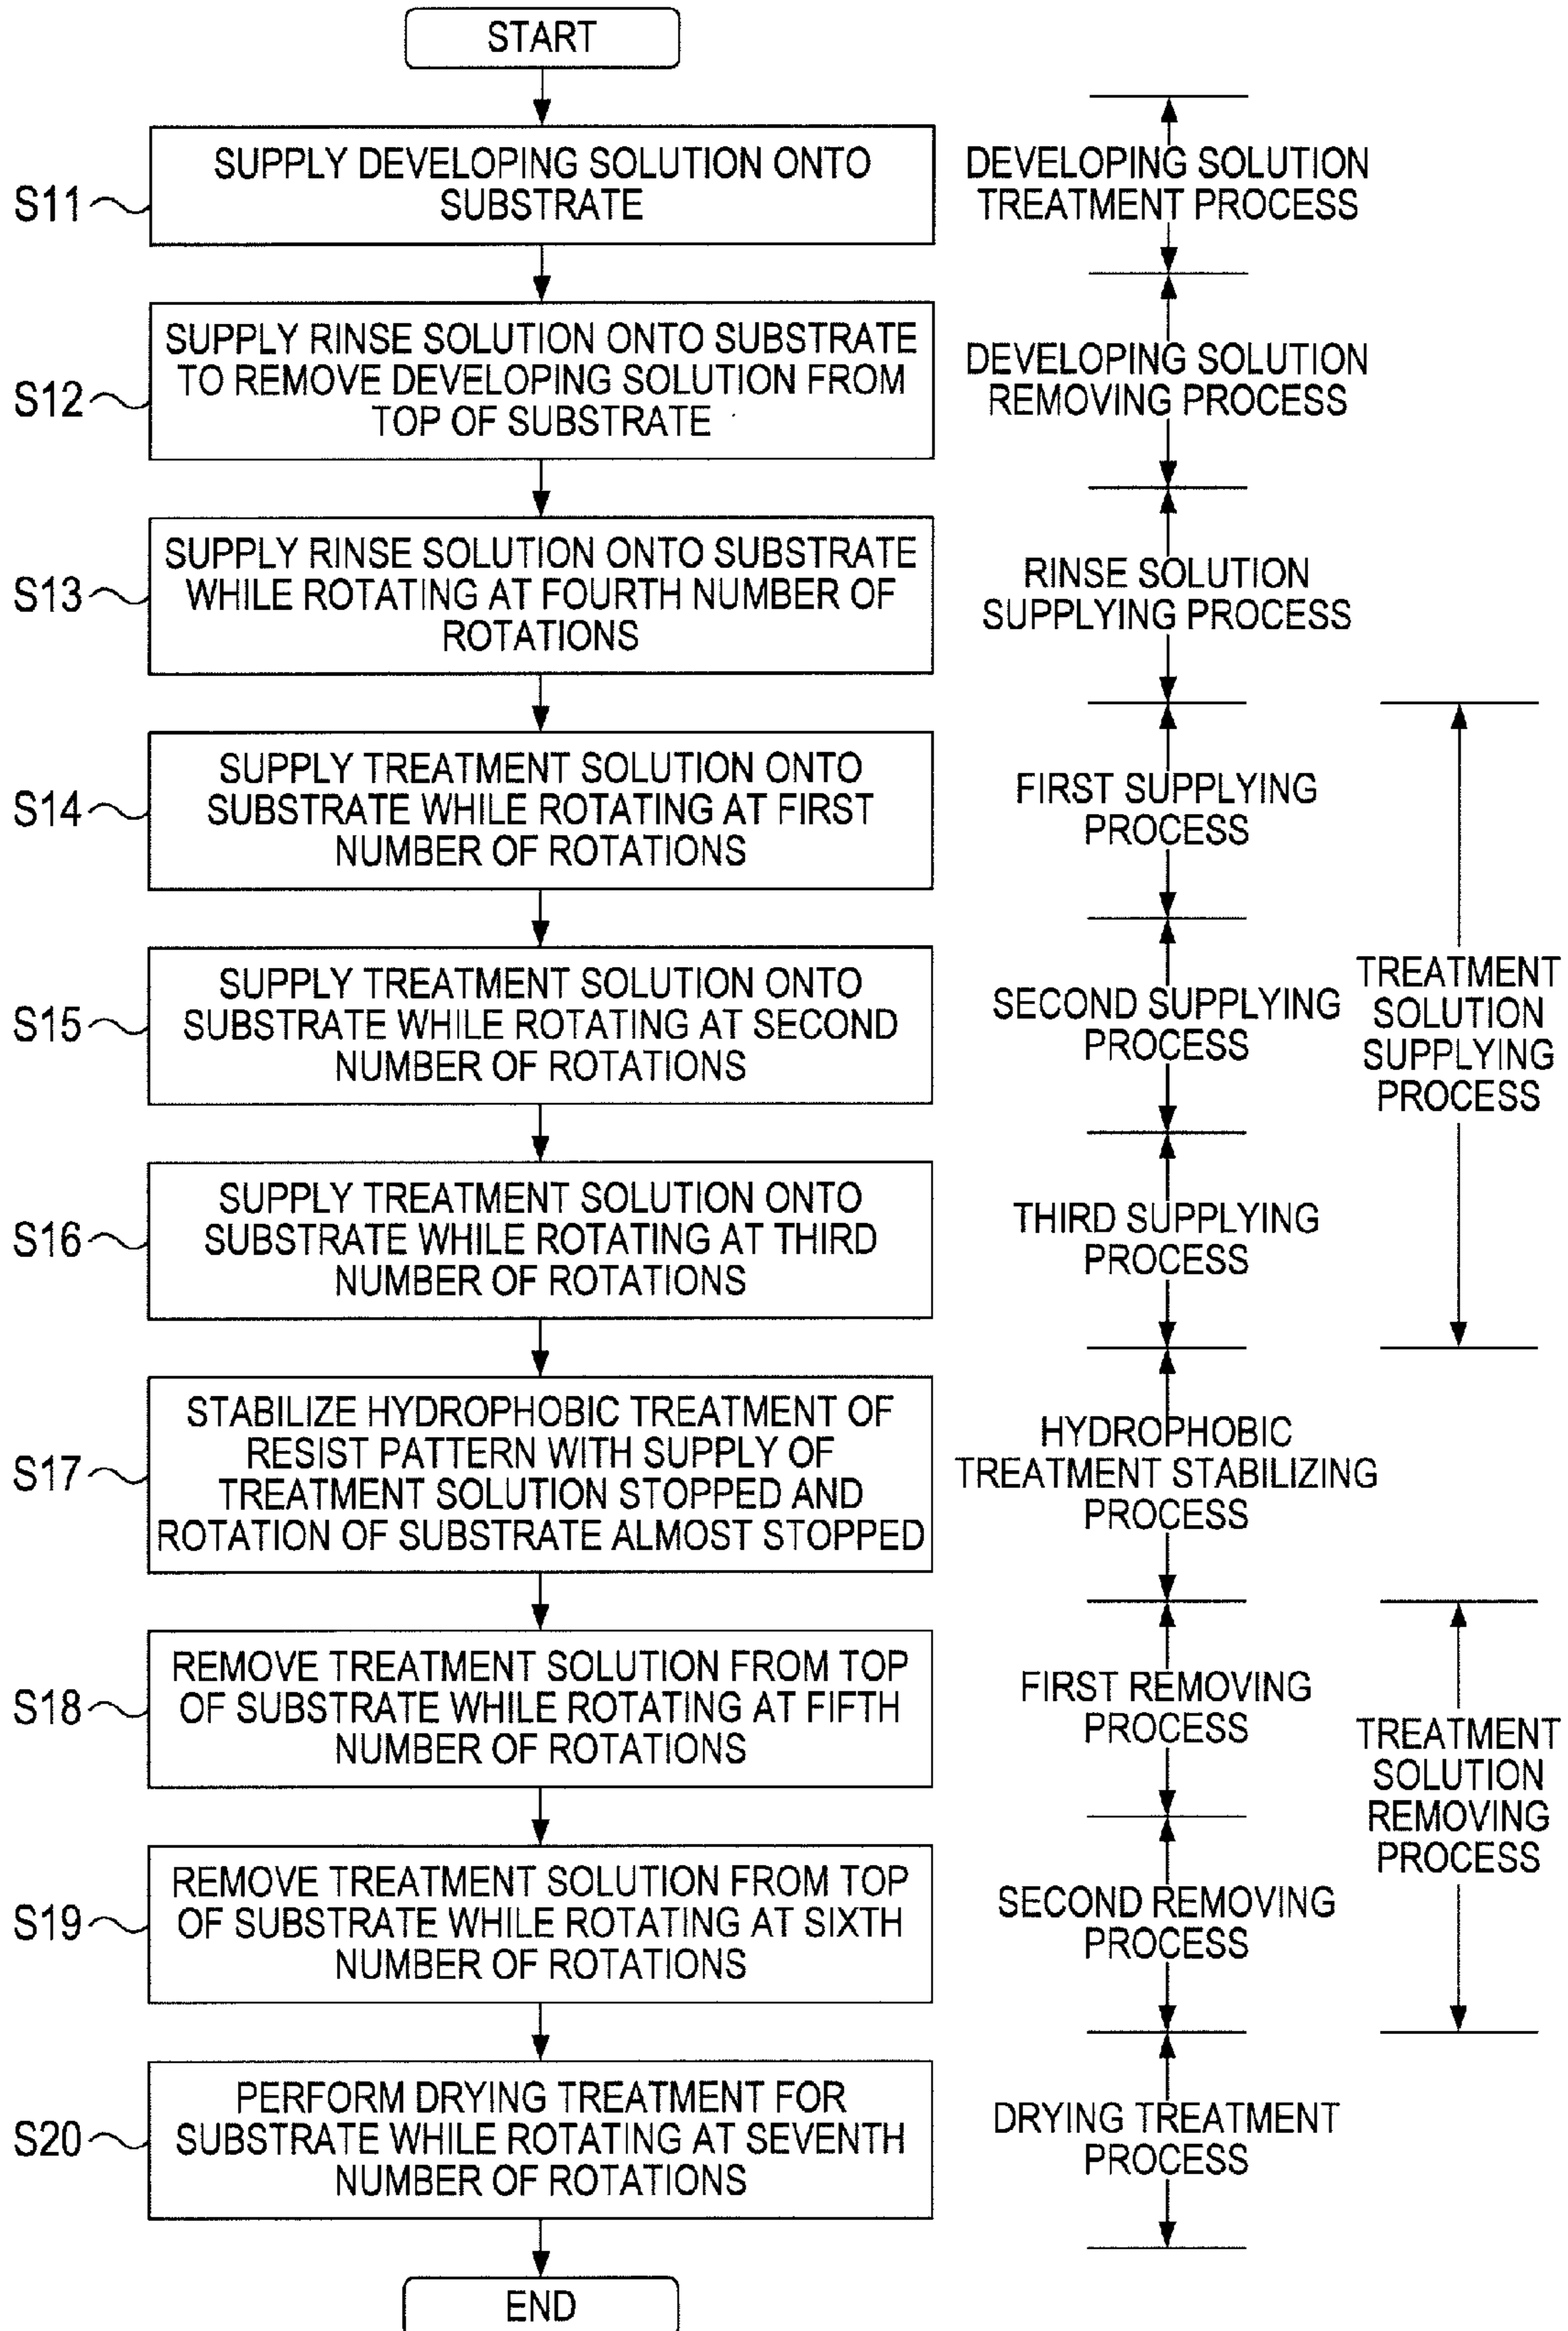 START
S11
SUPPLY DEVELOPING SOLUTION ONTO
SUBSTRATE
DEVELOPING SOLUTION
TREATMENT PROCESS
S12
SUPPLY RINSE SOLUTION ONTO SUBSTRATE
TO REMOVE DEVELOPING SOLUTION FROM
TOP OF SUBSTRATE
DEVELOPING SOLUTION
REMOVING PROCESS
S13
SUPPLY RINSE SOLUTION ONTO SUBSTRATE
WHILE ROTATING AT FOURTH NUMBER OF
ROTATIONS
RINSE SOLUTION
SUPPLYING PROCESS
S14
SUPPLY TREATMENT SOLUTION ONTO
SUBSTRATE WHILE ROTATING AT FIRST
NUMBER OF ROTATIONS
FIRST SUPPLYING
PROCESS
S15
SUPPLY TREATMENT SOLUTION ONTO
SUBSTRATE WHILE ROTATING AT SECOND
NUMBER OF ROTATIONS
SECOND SUPPLYING
PROCESS
TREATMENT
SOLUTION
SUPPLYING
PROCESS
S16
SUPPLY TREATMENT SOLUTION ONTO
SUBSTRATE WHILE ROTATING AT THIRD
NUMBER OF ROTATIONS
THIRD SUPPLYING
PROCESS
S17
STABILIZE HYDROPHOBIC TREATMENT OF
RESIST PATTERN WITH SUPPLY OF
TREATMENT SOLUTION STOPPED AND
ROTATION OF SUBSTRATE ALMOST STOPPED
HYDROPHOBIC
TREATMENT STABILIZING
PROCESS
S18
REMOVE TREATMENT SOLUTION FROM TOP
OF SUBSTRATE WHILE ROTATING AT FIFTH
NUMBER OF ROTATIONS
FIRST REMOVING
PROCESS
TREATMENT
SOLUTION
REMOVING
PROCESS
S19
REMOVE TREATMENT SOLUTION FROM TOP
OF SUBSTRATE WHILE ROTATING AT SIXTH
NUMBER OF ROTATIONS
SECOND REMOVING
PROCESS
S20
PERFORM DRYING TREATMENT FOR
SUBSTRATE WHILE ROTATING AT SEVENTH
NUMBER OF ROTATIONS
DRYING TREATMENT
PROCESS
END